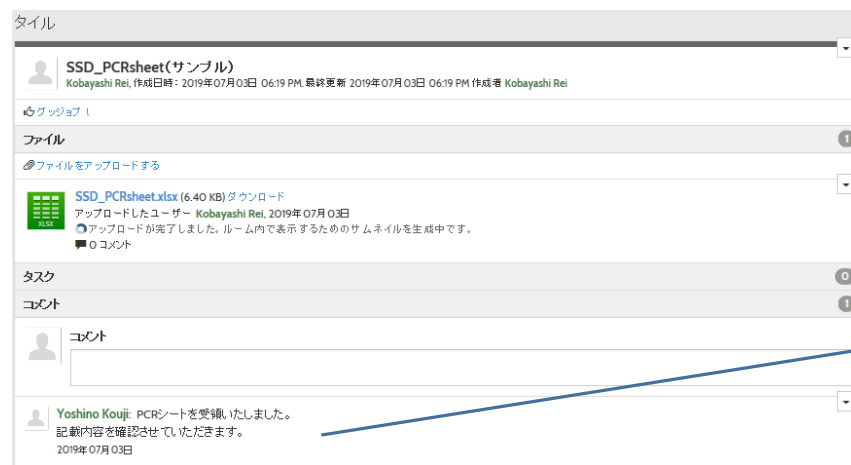 タイル
SSD_PCRsheet(サンプル)
Kobayashi Rei, 作成日時: 2019年07月03日 06:19 PM. 最終更新 2019年07月03日 06:19 PM 作成者 Kobayashi Rei
グッジョブ！
ファイル 1
ファイルをアップロードする
SSD_PCRsheet.xlsx (6.40 KB) ダウンロード
XLSX
アップロードしたユーザー Kobayashi Rei, 2019年07月03日
アップロードが完了しました。ルーム内で表示するためのサムネイルを生成中です。
0 コメント
タスク 0
コメント 1
コメント
Yoshino Kouji: PCRシートを受領いたしました。
記載内容を確認させていただきます。
2019年07月03日